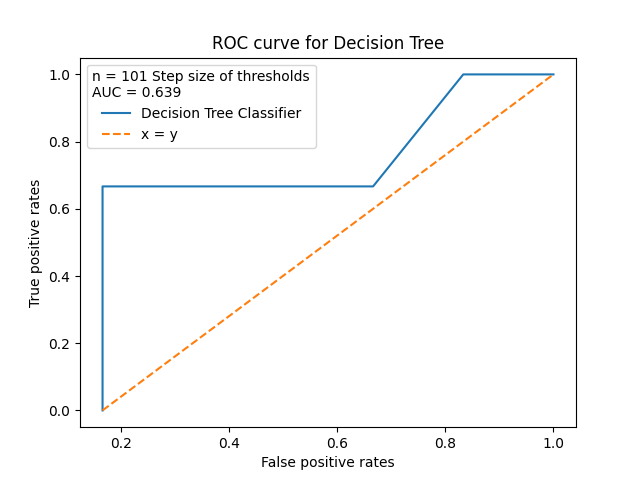 ROC curve for Decision Tree
n = 101 Step size of thresholds
AUC = 0.639
Decision Tree Classifier
x = y
True positive rates
1.0
0.8
0.6
0.4
0.2
0.0
0.2 0.4 0.6 0.8 1.0
False positive rates